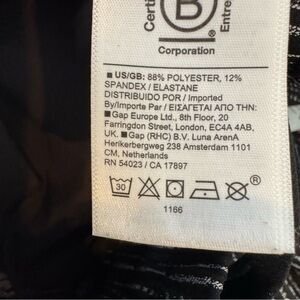 Certi
B
Entre
Corporation
■ US/GB: 88% POLYESTER, 12%
SPANDEX / ELASTANE
DISTRIBUIDO POR / Imported
By/Importe Par / ΕΙΣΑΓΕΤΑΙ ΑΠΟ ΤΗΝ:
■Gap Europe Ltd., 8th Floor, 20
Farringdon Street, London, EC4A 4AB,
UK. ■Gap (RHC) B.V. Luna ArenA
Herikerbergweg 238 Amsterdam 1101
CM, Netherlands
RN 54023 / CA 17897
30
®
1166